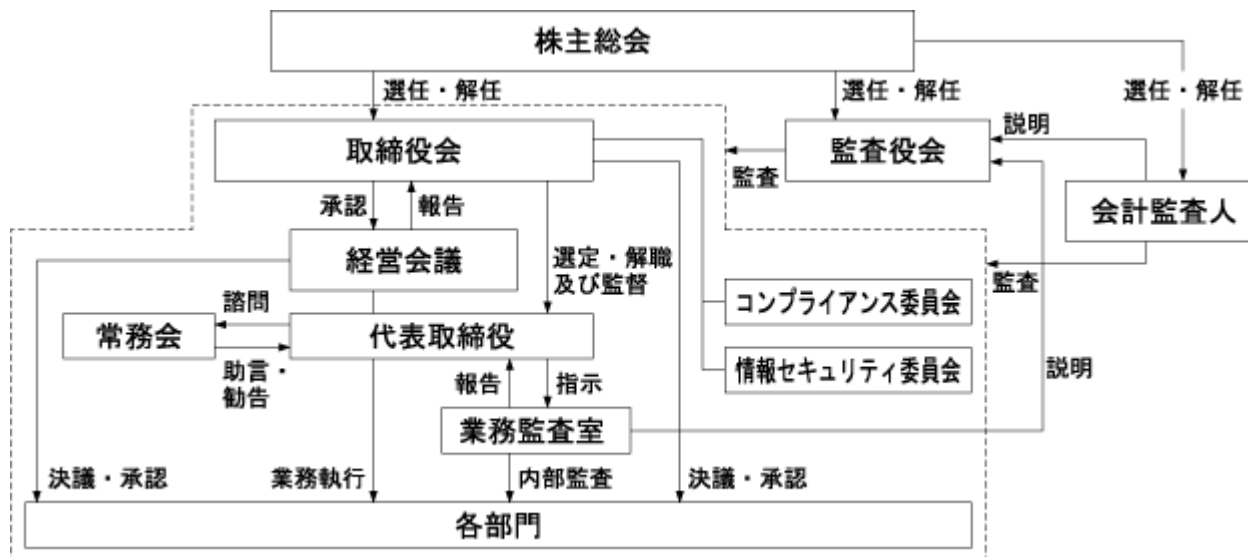 株主総会
選任・解任
選任・解任
選任・解任
取締役会
監査役会
説明
監査
会計監査人
承認
報告
経営会議
選定・解職
及び監督
監査
コンプライアンス委員会
諮問
常務会
代表取締役
助言・
勧告
報告
指示
情報セキュリティ委員会
説明
業務監査室
決議・承認
業務執行
内部監査
決議・承認
各部門